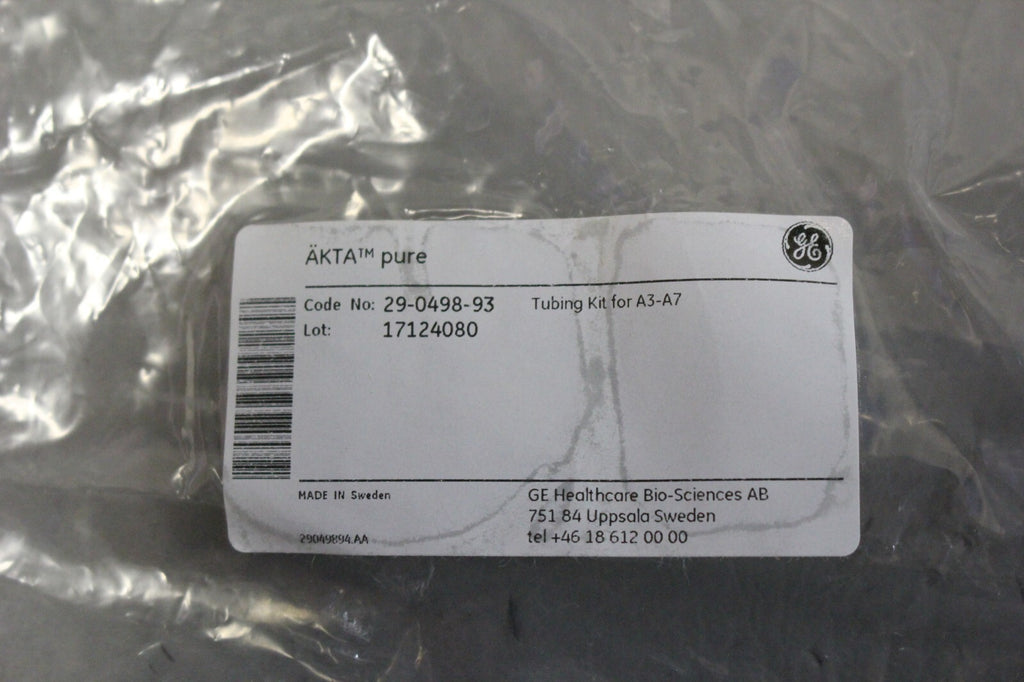 ÄKTA™ pure
GE
Code No: 29-0498-93 Tubing Kit for A3-A7
Lot: 17124080
MADE IN Sweden
GE Healthcare Bio-Sciences AB
751 84 Uppsala Sweden
29049894.AA
tel +46 18 612 00 00